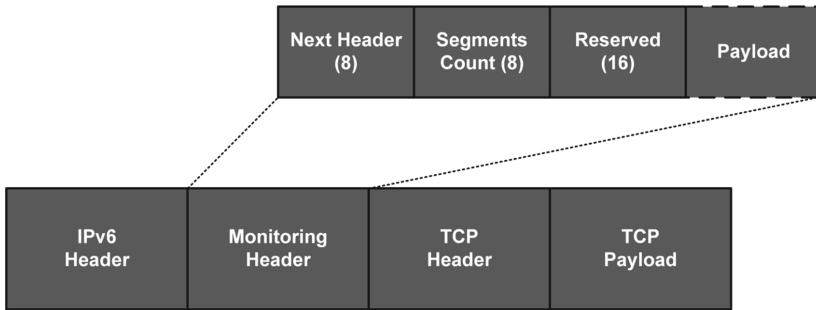 Next Header
(8)
Segments
Count (8)
Reserved
(16)
Payload
IPv6
Header
Monitoring
Header
TCP
Header
TCP
Payload